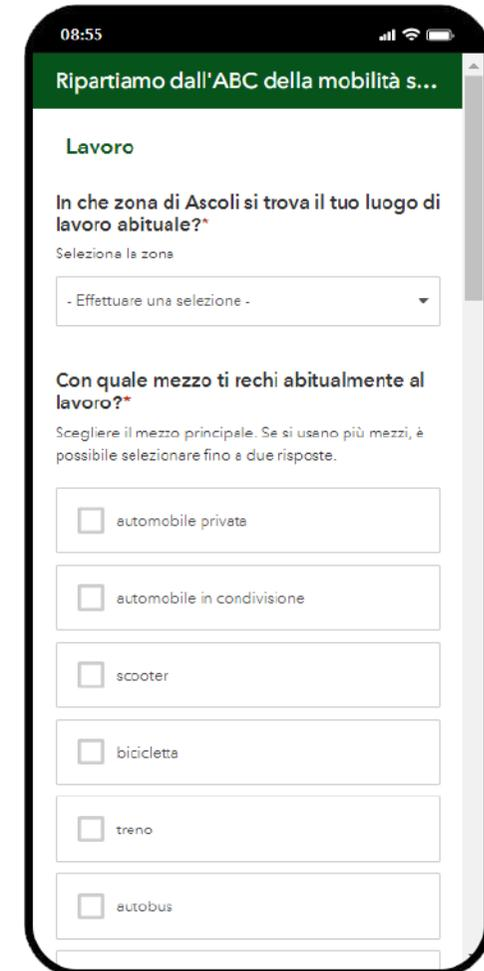 08:55
Ripartiamo dall'ABC della mobilità s...
Lavoro
In che zona di Ascoli si trova il tuo luogo di
lavoro abituale?*
Seleziona la zona
- Effettuare una selezione -
Con quale mezzo ti rechi abitualmente al
lavoro?*
Scegliere il mezzo principale. Se si usano più mezzi, è
possibile selezionare fino a due risposte.
automobile privata
automobile in condivisione
scooter
bicicletta
treno
autobus